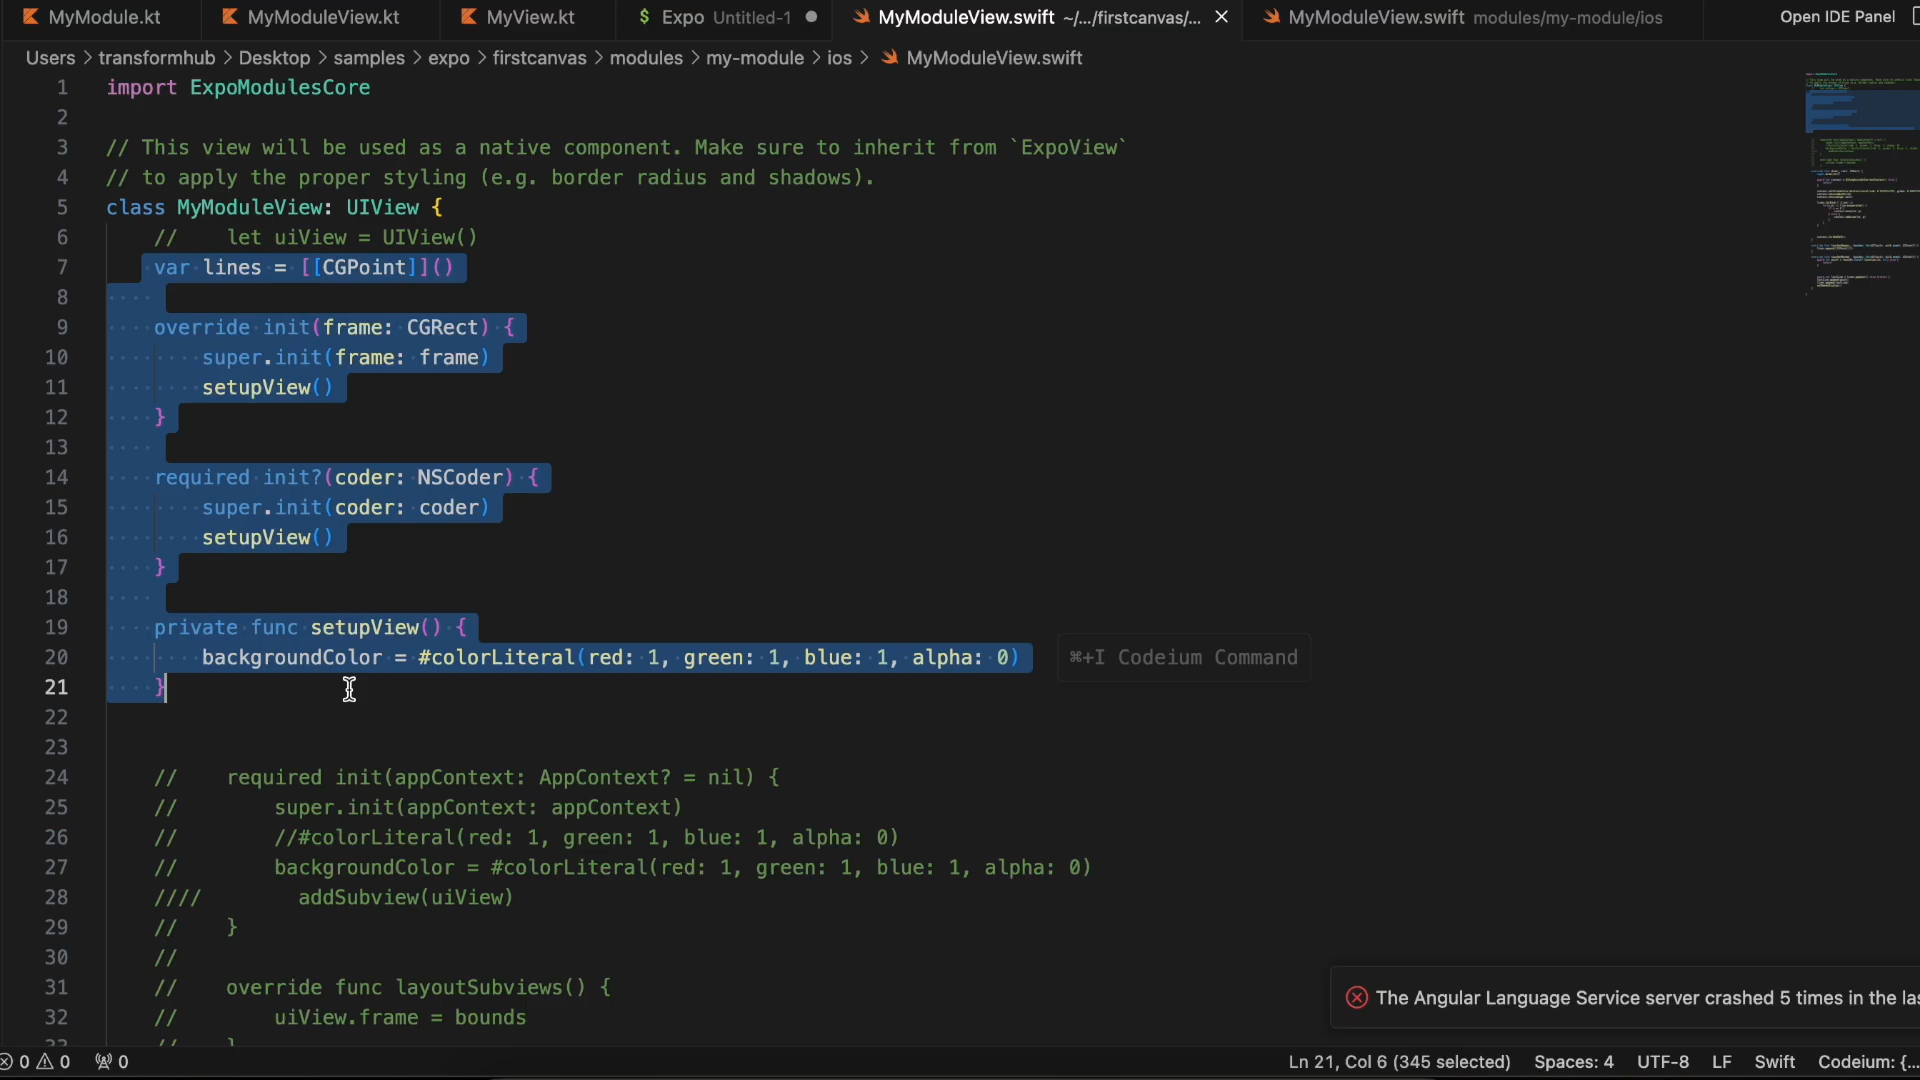 MyModule.kt MyModuleView.kt MyView.kt $ Expo Untitled-1 MyModuleView.swift ~/.../firstcanvas/... MyModuleView.swift modules/my-module/ios Open IDE Panel
Users > transformhub > Desktop > samples > expo > firstcanvas > modules > my-module > ios > MyModuleView.swift
1 import ExpoModulesCore
2
3 // This view will be used as a native component. Make sure to inherit from `ExpoView`
4 // to apply the proper styling (e.g. border radius and shadows).
5 class MyModuleView: UIView {
6 // let uiView = UIView()
7 var lines = [[CGPoint]]()
8
9 override init(frame: CGRect) {
10 super.init(frame: frame)
11 setupView()
12 }
13
14 required init?(coder: NSCoder) {
15 super.init(coder: coder)
16 setupView()
17 }
18
19 private func setupView() {
20 backgroundColor = #colorLiteral(red: 1, green: 1, blue: 1, alpha: 0) ⌘+I Codeium Command
21 }
22
23
24 // required init(appContext: AppContext? = nil) {
25 // super.init(appContext: appContext)
26 // //#colorLiteral(red: 1, green: 1, blue: 1, alpha: 0)
27 // backgroundColor = #colorLiteral(red: 1, green: 1, blue: 1, alpha: 0)
28 //// addSubview(uiView)
29 // }
30 //
31 // override func layoutSubviews() {
32 // uiView.frame = bounds
33 // }
The Angular Language Service server crashed 5 times in the las
0 0 0 Ln 21, Col 6 (345 selected) Spaces: 4 UTF-8 LF Swift Codeium: {...